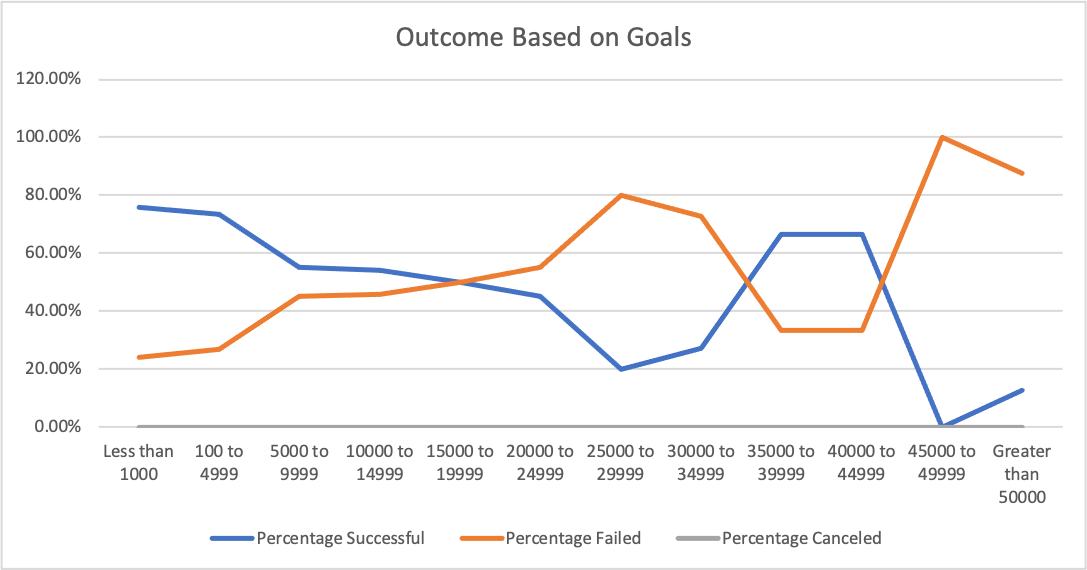 Outcome Based on Goals
120.00%
100.00%
80.00%
60.00%
40.00%
20.00%
0.00%
Less than 1000
100 to 4999
5000 to 9999
10000 to 14999
15000 to 19999
20000 to 24999
25000 to 29999
30000 to 34999
35000 to 39999
40000 to 44999
45000 to 49999
Greater than 50000
Percentage Successful
Percentage Failed
Percentage Canceled